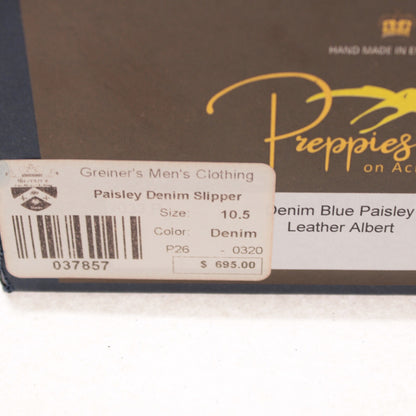 HAND MADE IN
Preppies
on
Greiner's Men's Clothing
Paisley Denim Slipper
Size: 10.5
Color: Denim
P26 - 0320
$ 695.00
037857
Denim Blue Paisley
Leather Albert